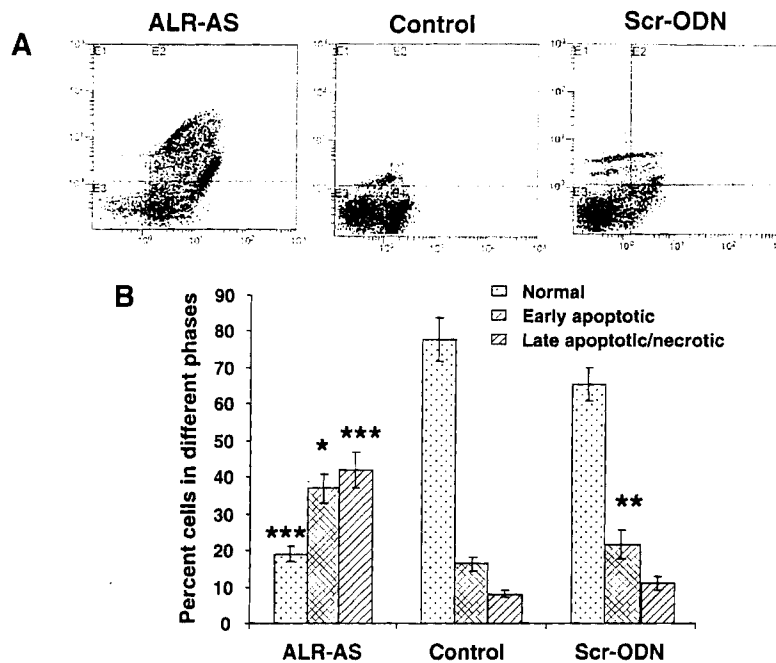 A
ALR-AS
Control
Scr-ODN
E1
E2
E3
E1
E1
E2
E3
B
Normal
Early apoptotic
Late apoptotic/necrotic
Percent cells in different phases
90
80
70
60
50
40
30
20
10
0
***
*
***
**
ALR-AS
Control
Scr-ODN